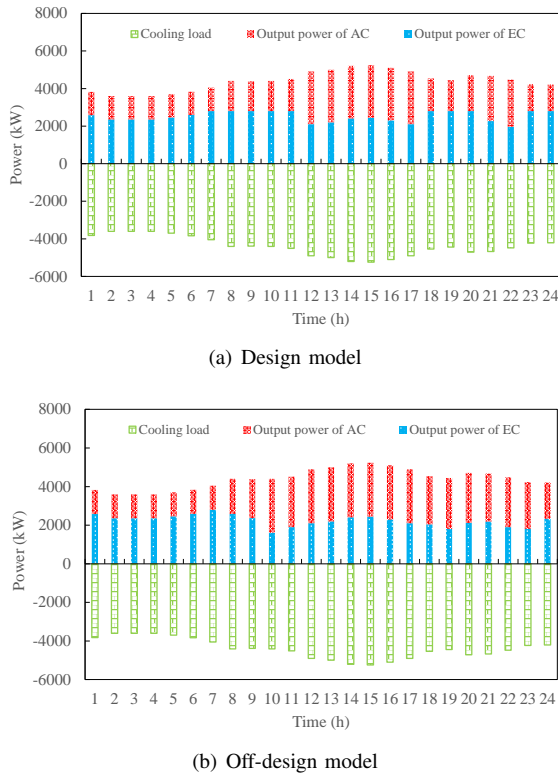 8000
6000
4000
2000
0
-2000
-4000
-6000
Power (kW)
Cooling load
Output power of AC
Output power of EC
1 2 3 4 5 6 7 8 9 10 11 12 13 14 15 16 17 18 19 20 21 22 23 24
Time (h)
(a) Design model
8000
6000
4000
2000
0
-2000
-4000
-6000
Power (kW)
Cooling load
Output power of AC
Output power of EC
1 2 3 4 5 6 7 8 9 10 11 12 13 14 15 16 17 18 19 20 21 22 23 24
Time (h)
(b) Off-design model